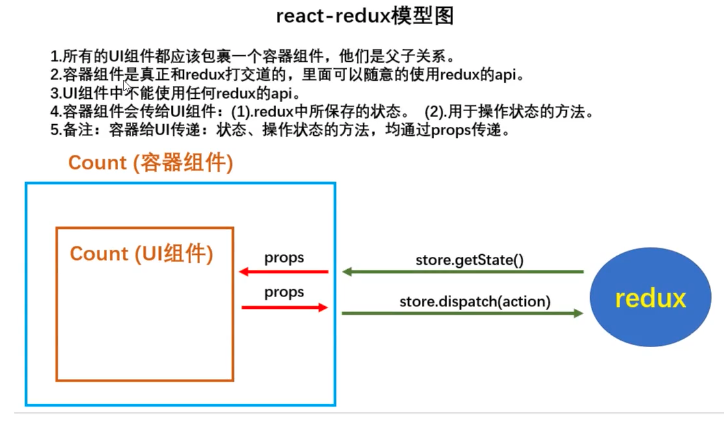 react-redux模型图
1.所有的UI组件都应该包裹一个容器组件，他们是父子关系。
2.容器组件是真正和redux打交道的，里面可以随意的使用redux的api。
3.UI组件中不能使用任何redux的api。
4.容器组件会传给UI组件：(1).redux中所保存的状态。 (2).用于操作状态的方法。
5.备注：容器给UI传递：状态、操作状态的方法，均通过props传递。
Count (容器组件)
Count (UI组件)
props
store.getState()
props
store.dispatch(action)
redux